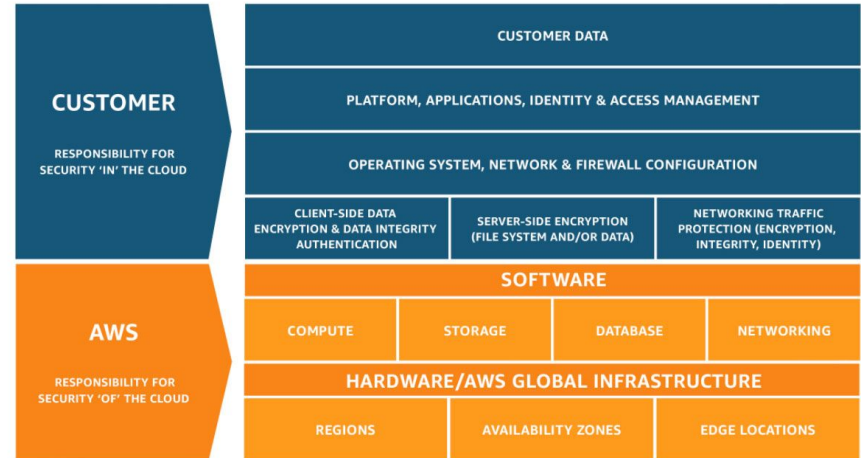 CUSTOMER
RESPONSIBILITY FOR
SECURITY ‘IN’ THE CLOUD
CUSTOMER DATA
PLATFORM, APPLICATIONS, IDENTITY & ACCESS MANAGEMENT
OPERATING SYSTEM, NETWORK & FIREWALL CONFIGURATION
CLIENT-SIDE DATA
ENCRYPTION & DATA INTEGRITY
AUTHENTICATION
SERVER-SIDE ENCRYPTION
(FILE SYSTEM AND/OR DATA)
NETWORKING TRAFFIC
PROTECTION (ENCRYPTION,
INTEGRITY, IDENTITY)
AWS
RESPONSIBILITY FOR
SECURITY ‘OF’ THE CLOUD
SOFTWARE
COMPUTE
STORAGE
DATABASE
NETWORKING
HARDWARE/AWS GLOBAL INFRASTRUCTURE
REGIONS
AVAILABILITY ZONES
EDGE LOCATIONS